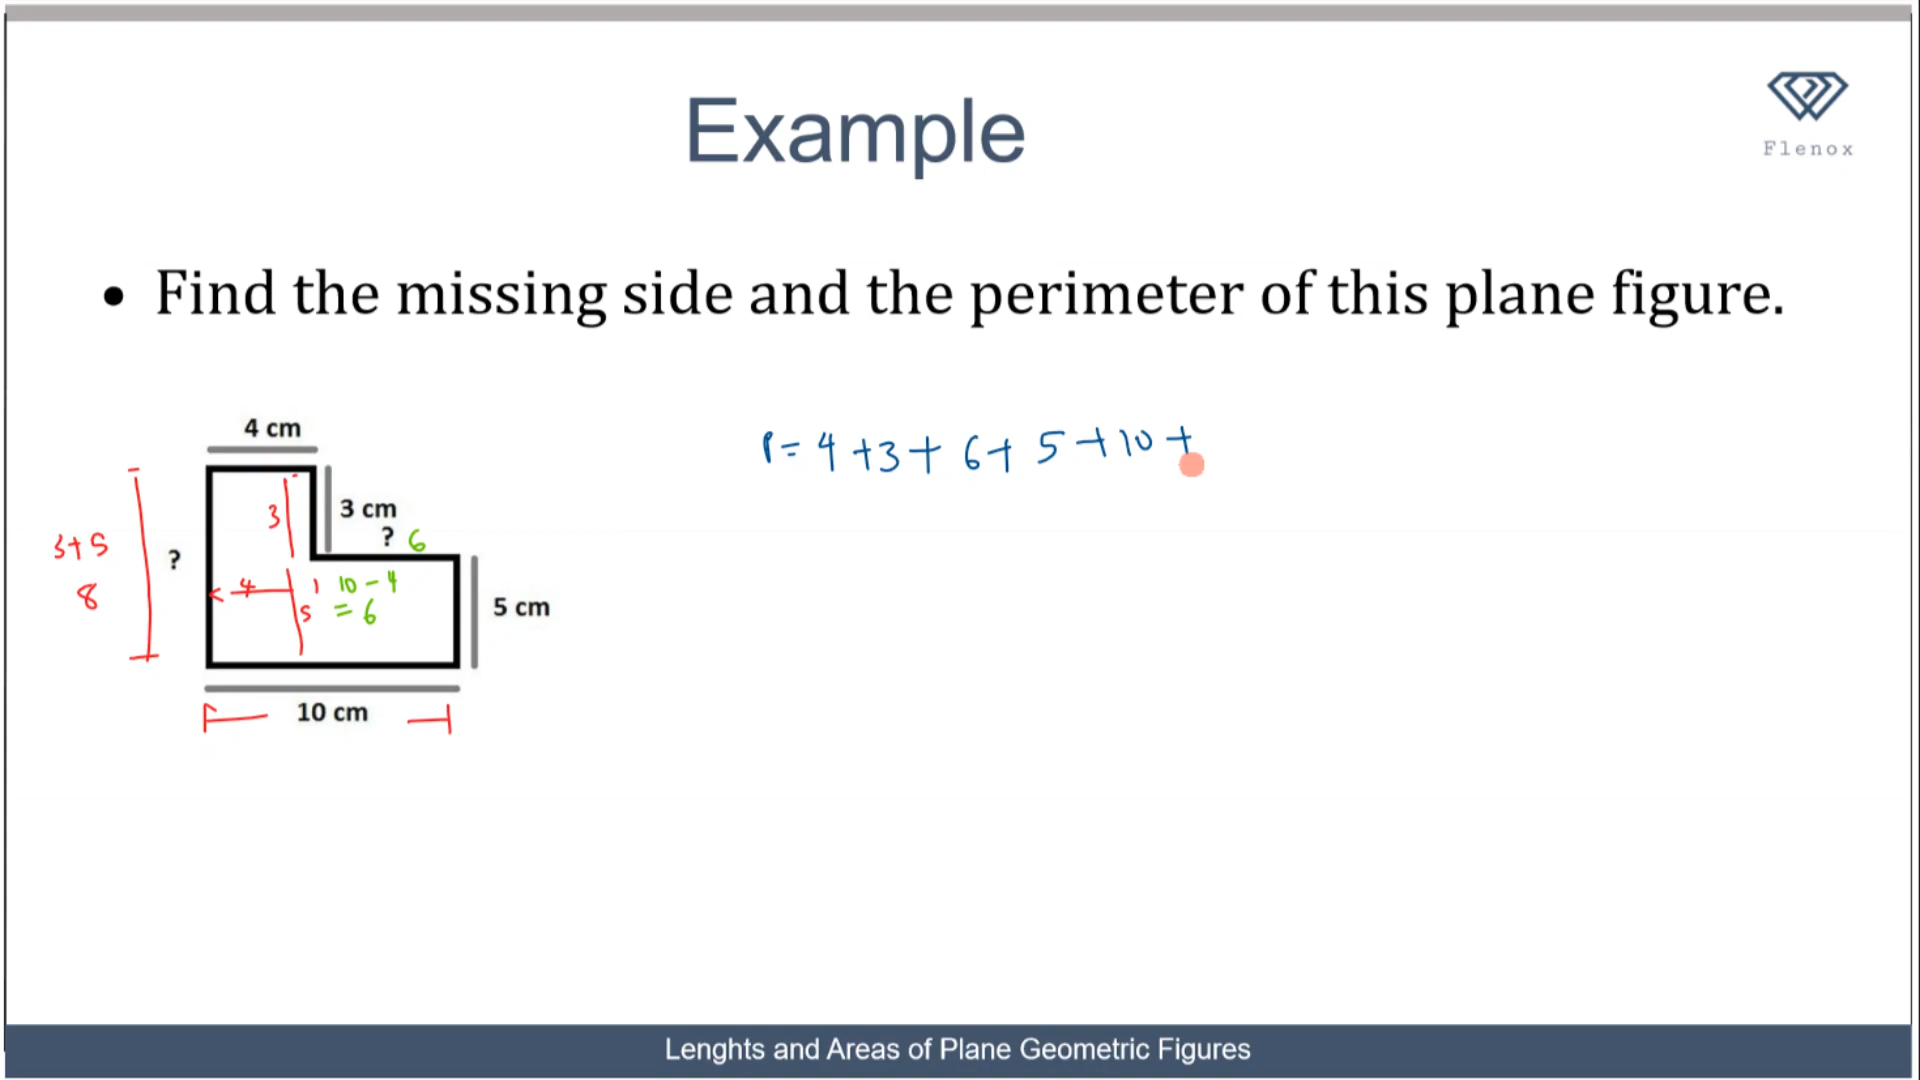 Example
Flenox
• Find the missing side and the perimeter of this plane figure.
4 cm
P = 4 + 3 + 6 + 5 + 10 +
3
3 cm
? 6
3 + 5
?
8
4
10 - 4
5
= 6
5 cm
10 cm
Lenghts and Areas of Plane Geometric Figures